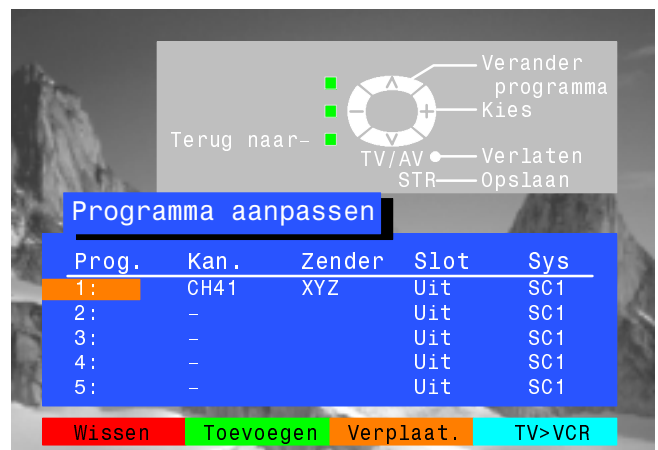 Verander
programma
Kies
Terug naar-
TV/AV
Verlaten
STR
Opslaan
Programma aanpassen
Prog. Kan. Zender Slot Sys
1: CH41 XYZ Uit SC1
2: - Uit SC1
3: - Uit SC1
4: - Uit SC1
5: - Uit SC1
Wissen Toevoegen Verplaat. TV>VCR